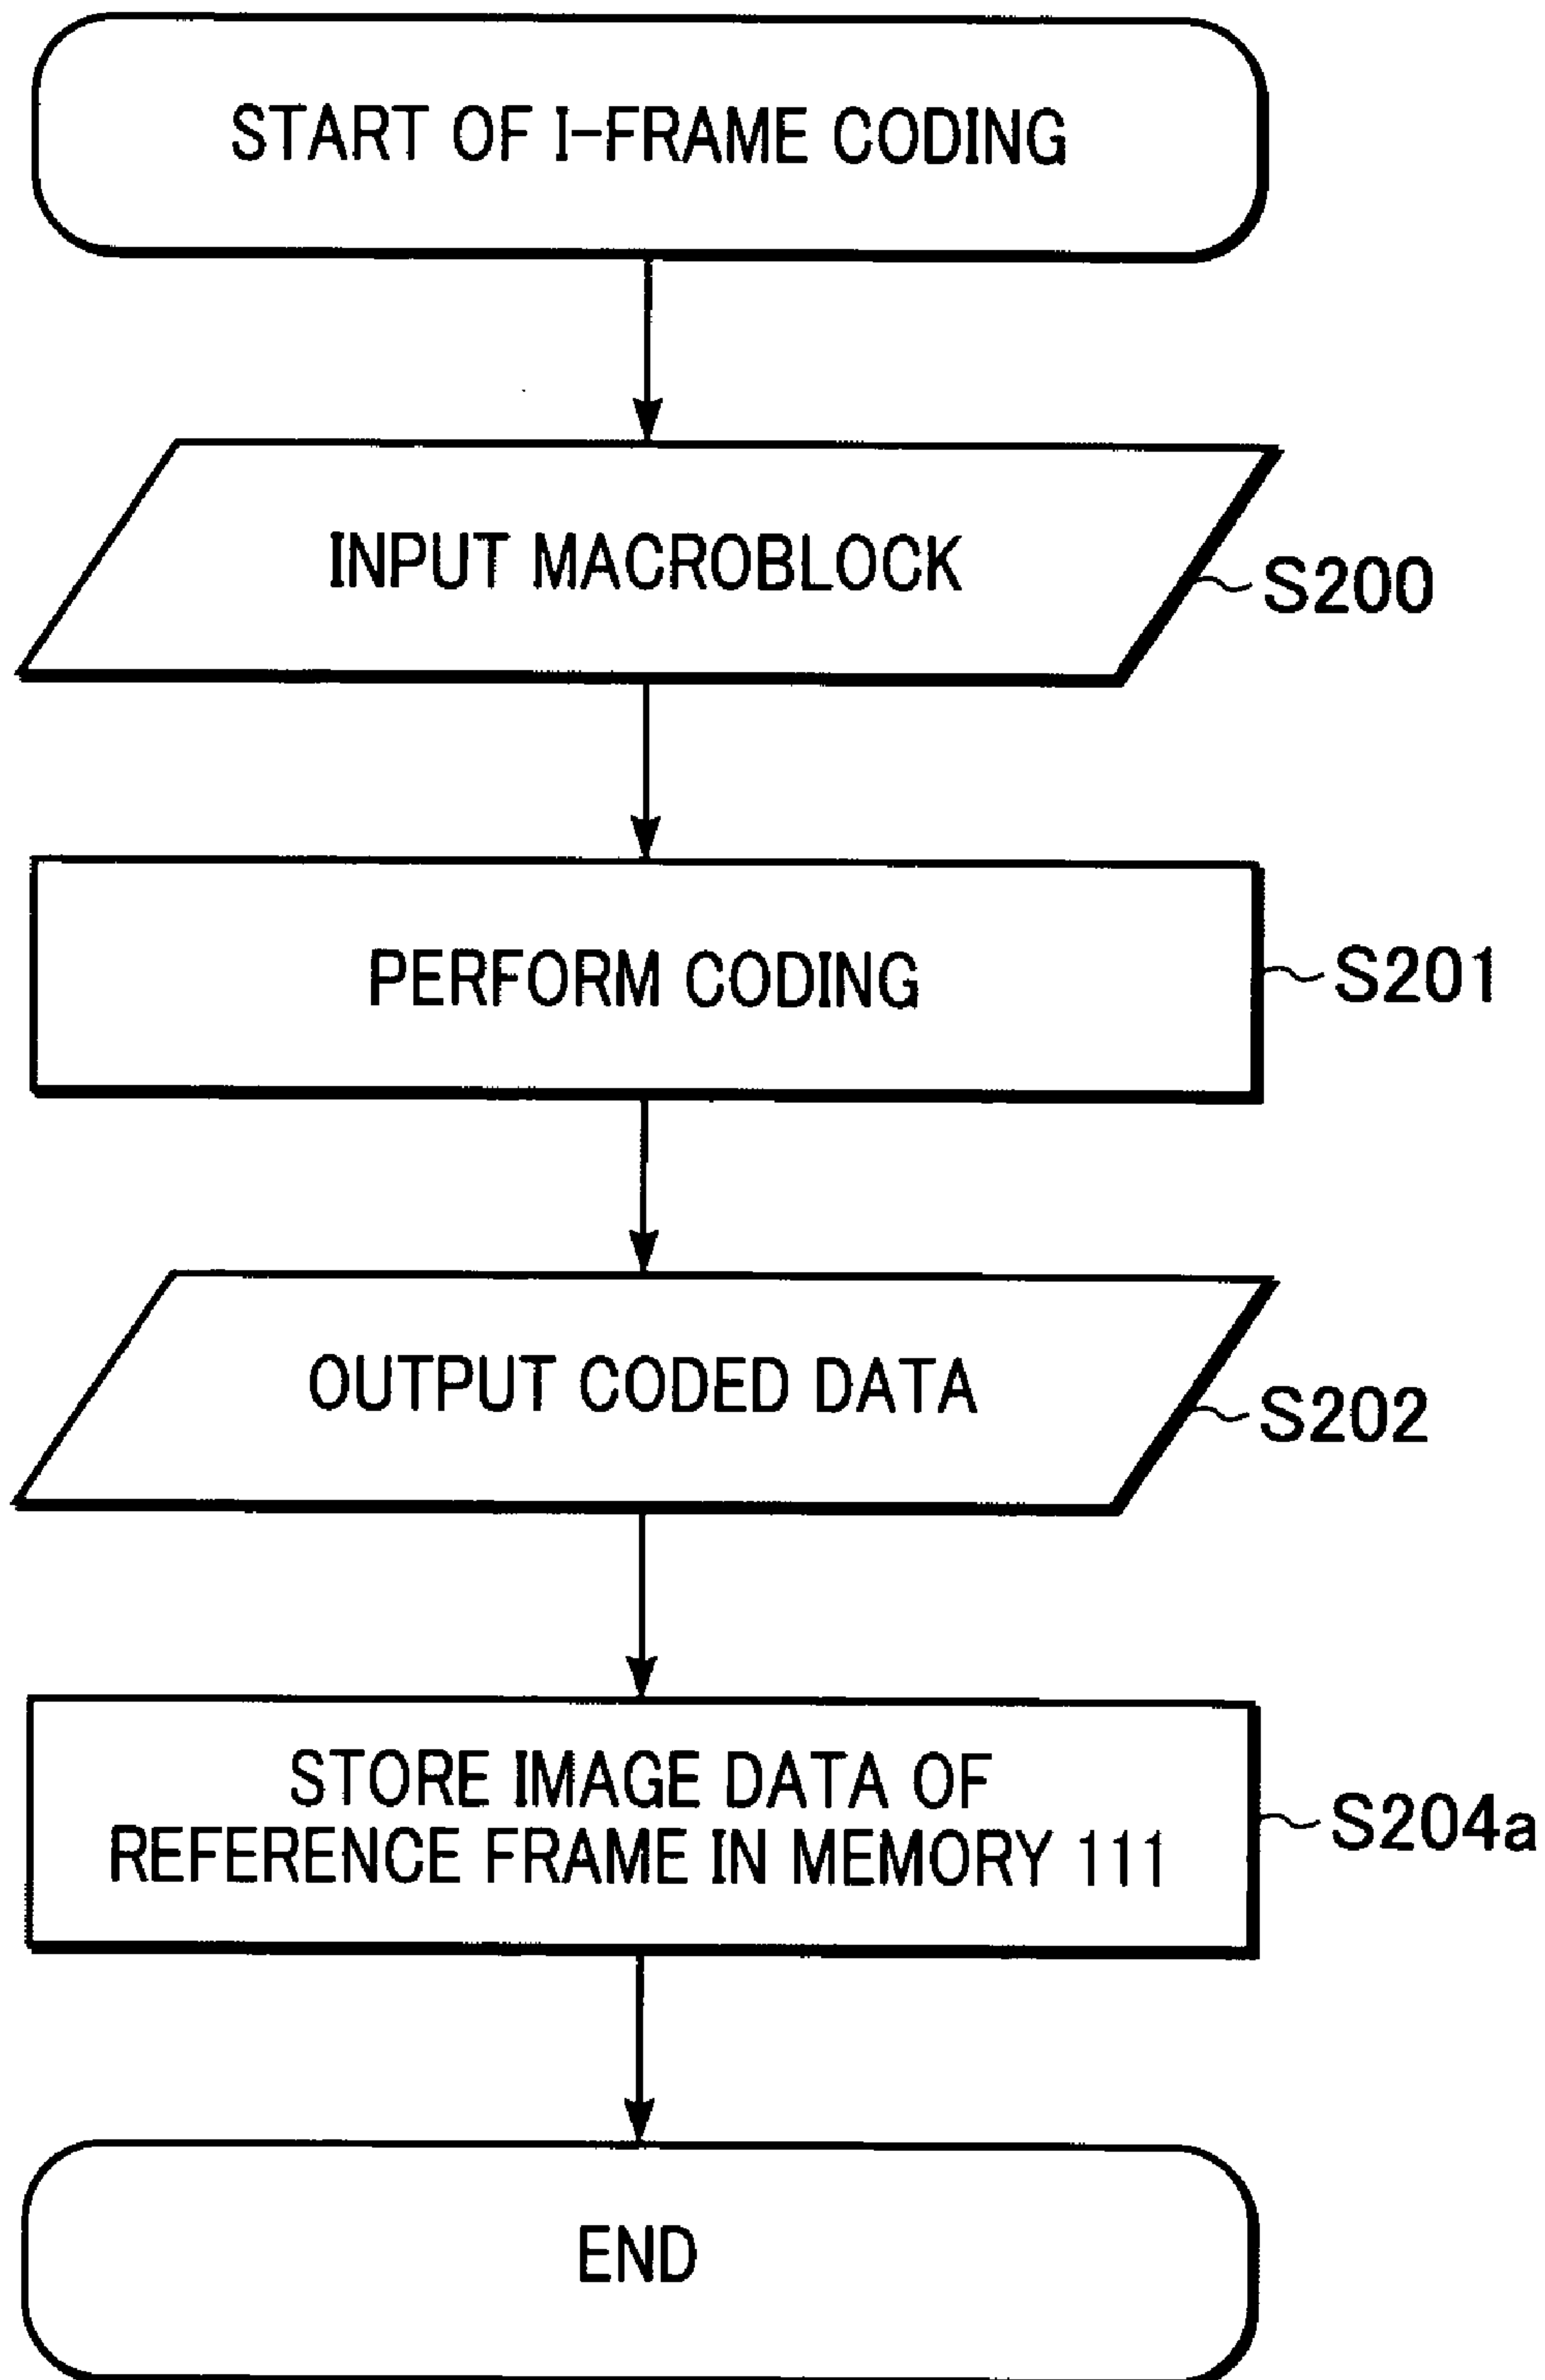 START OF I-FRAME CODING
INPUT MACROBLOCK
S200
PERFORM CODING
S201
OUTPUT CODED DATA
S202
STORE IMAGE DATA OF
REFERENCE FRAME IN MEMORY 111
S204a
END